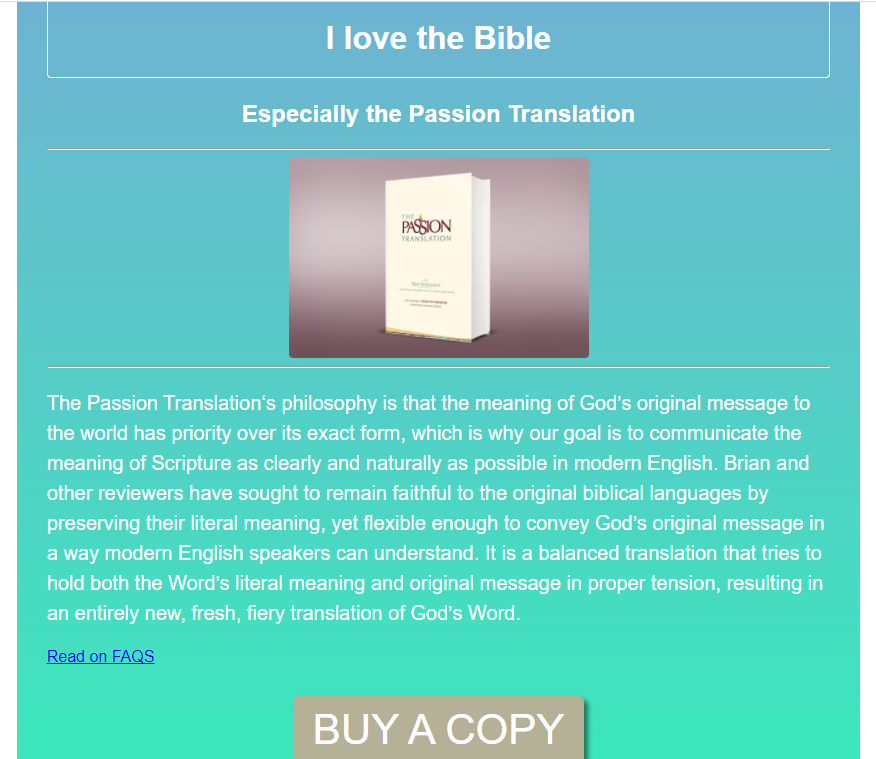 I love the Bible
Especially the Passion Translation
THE
PASSION
TRANSLATION
The Passion Translation‘s philosophy is that the meaning of God’s original message to
the world has priority over its exact form, which is why our goal is to communicate the
meaning of Scripture as clearly and naturally as possible in modern English. Brian and
other reviewers have sought to remain faithful to the original biblical languages by
preserving their literal meaning, yet flexible enough to convey God’s original message in
a way modern English speakers can understand. It is a balanced translation that tries to
hold both the Word’s literal meaning and original message in proper tension, resulting in
an entirely new, fresh, fiery translation of God’s Word.
Read on FAQS
BUY A COPY